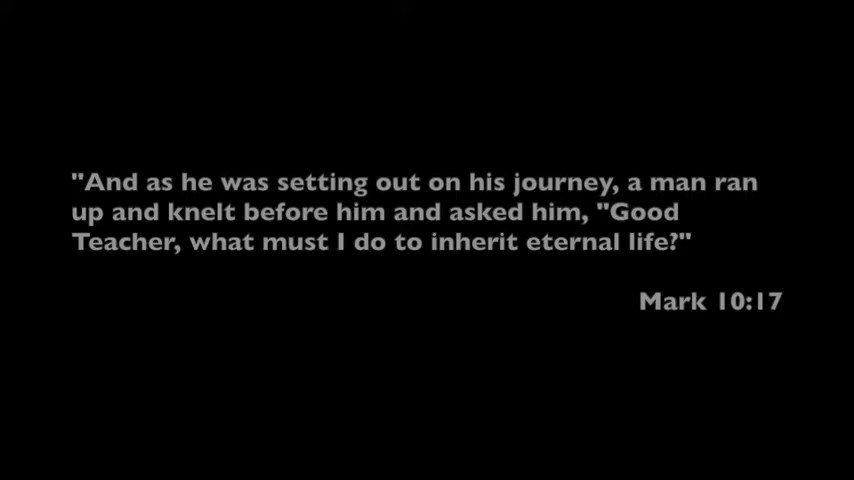 "And as he was setting out on his journey, a man ran
up and knelt before him and asked him, "Good
Teacher, what must I do to inherit eternal life?"
Mark 10:17